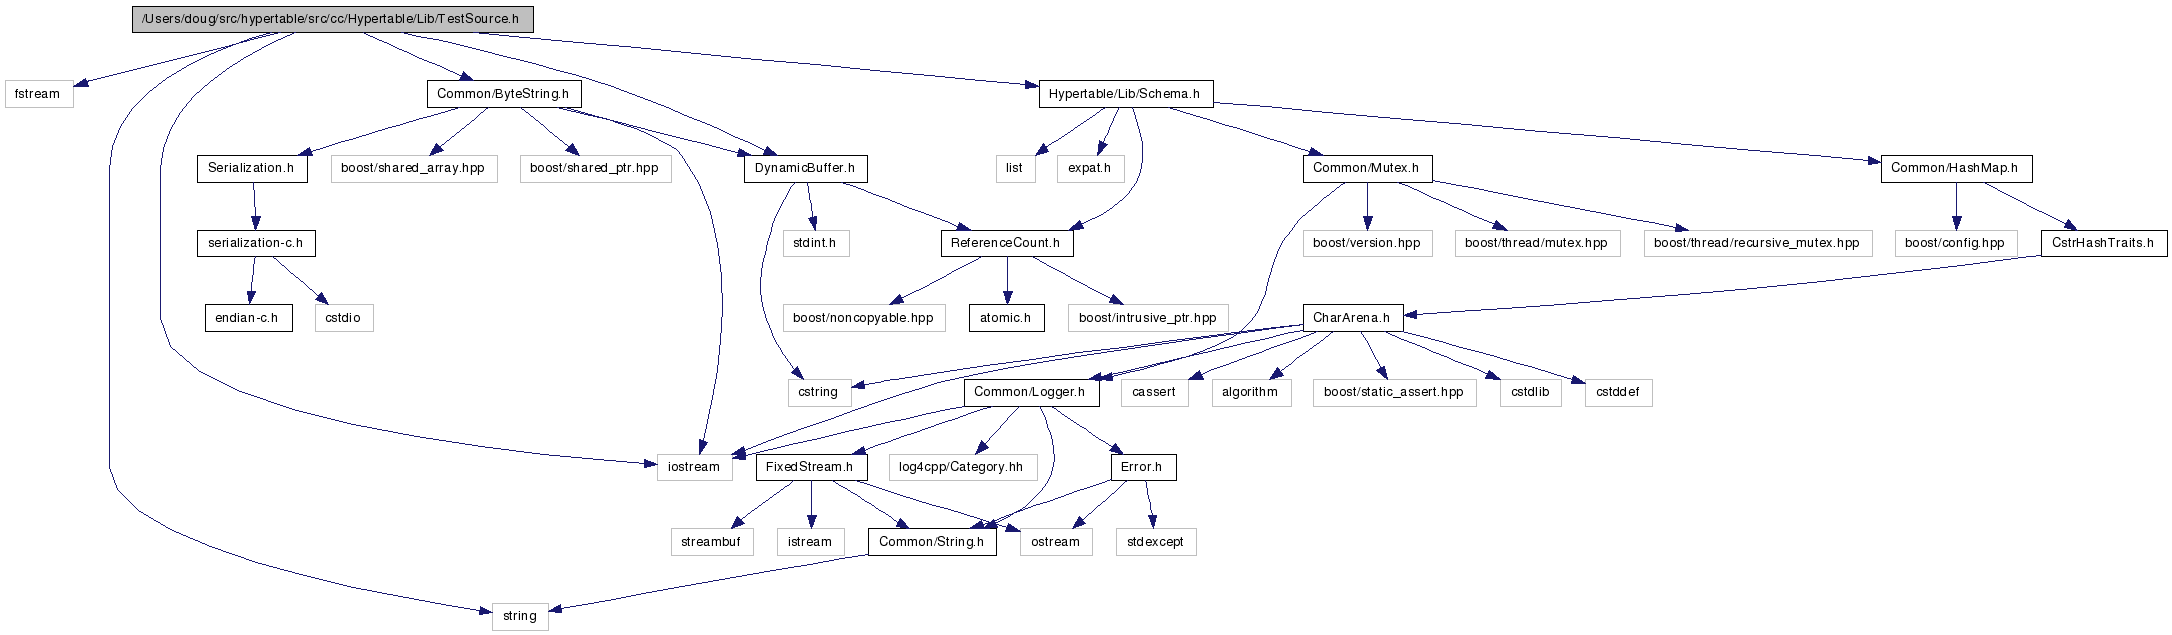 /Users/doug/src/hypertable/src/cc/Hypertable/Lib/TestSource.h
fstream
Common/ByteString.h
Hypertable/Lib/Schema.h
Serialization.h
boost/shared_array.hpp
boost/shared_ptr.hpp
DynamicBuffer.h
list
expat.h
Common/Mutex.h
Common/HashMap.h
serialization-c.h
stdint.h
ReferenceCount.h
boost/version.hpp
boost/thread/mutex.hpp
boost/thread/recursive_mutex.hpp
boost/config.hpp
CstrHashTraits.h
endian-c.h
cstdio
boost/noncopyable.hpp
atomic.h
boost/intrusive_ptr.hpp
CharArena.h
cstring
Common/Logger.h
cassert
algorithm
boost/static_assert.hpp
cstdlib
cstddef
iostream
FixedStream.h
log4cpp/Category.hh
Error.h
streambuf
istream
Common/String.h
ostream
stdexcept
string